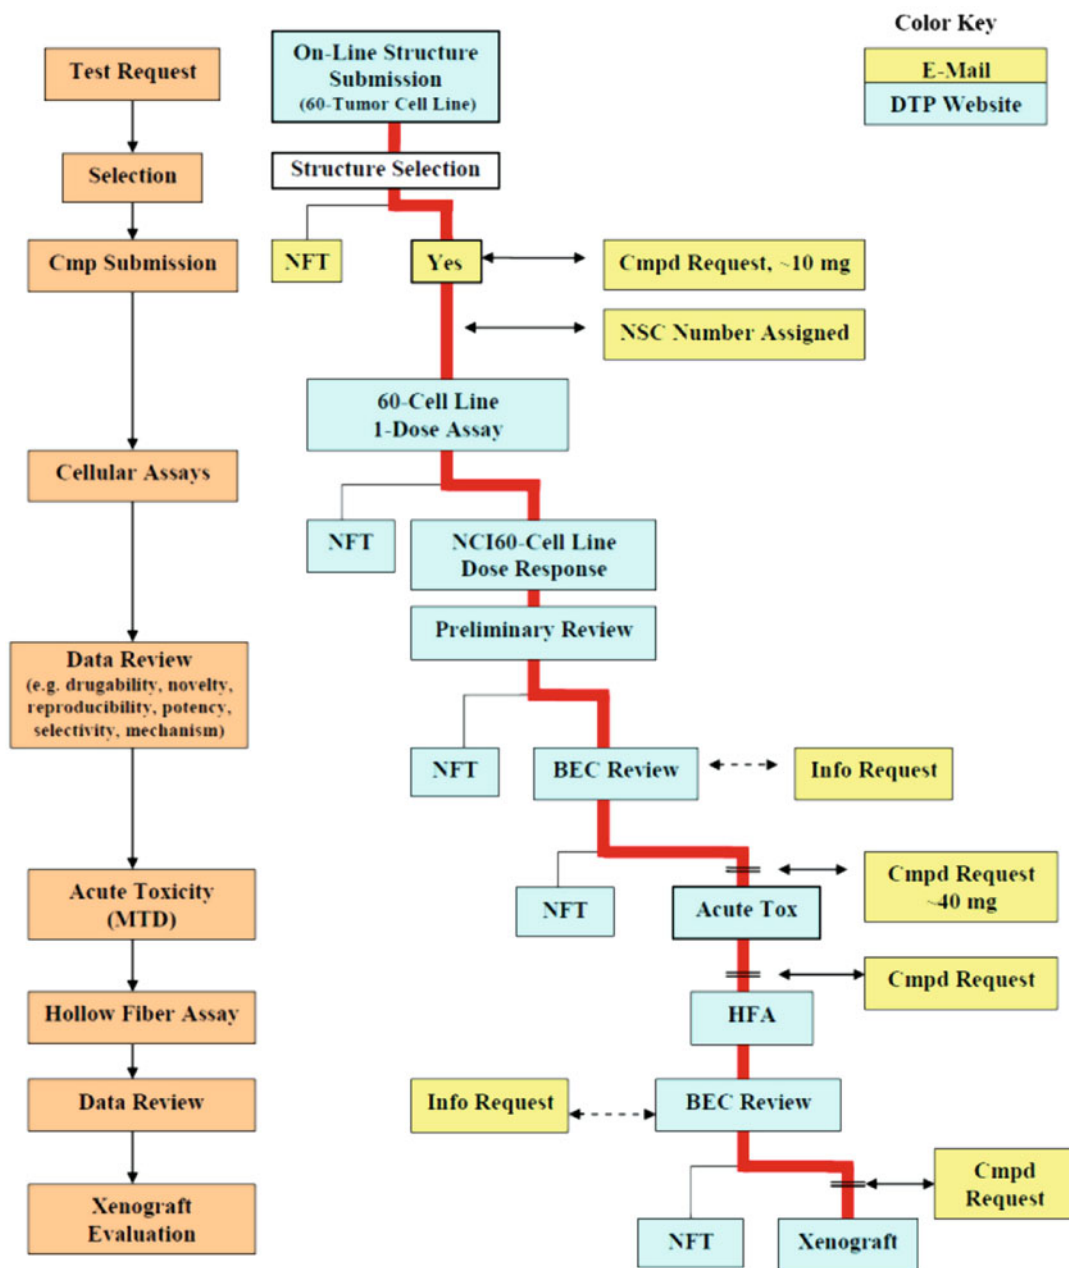 Color Key
E-Mail
DTP Website
Test Request
Selection
Cmp Submission
Cellular Assays
Data Review
(e.g. drugability, novelty,
reproducibility, potency,
selectivity, mechanism)
Acute Toxicity
(MTD)
Hollow Fiber Assay
Data Review
Xenograft
Evaluation
On-Line Structure
Submission
(60-Tumor Cell Line)
Structure Selection
NFT
Yes
Cmpd Request, ~10 mg
NSC Number Assigned
60-Cell Line
1-Dose Assay
NFT
NCI60-Cell Line
Dose Response
Preliminary Review
NFT
BEC Review
Info Request
NFT
Acute Tox
Cmpd Request
~40 mg
Cmpd Request
HFA
Info Request
BEC Review
Cmpd
Request
NFT
Xenograft